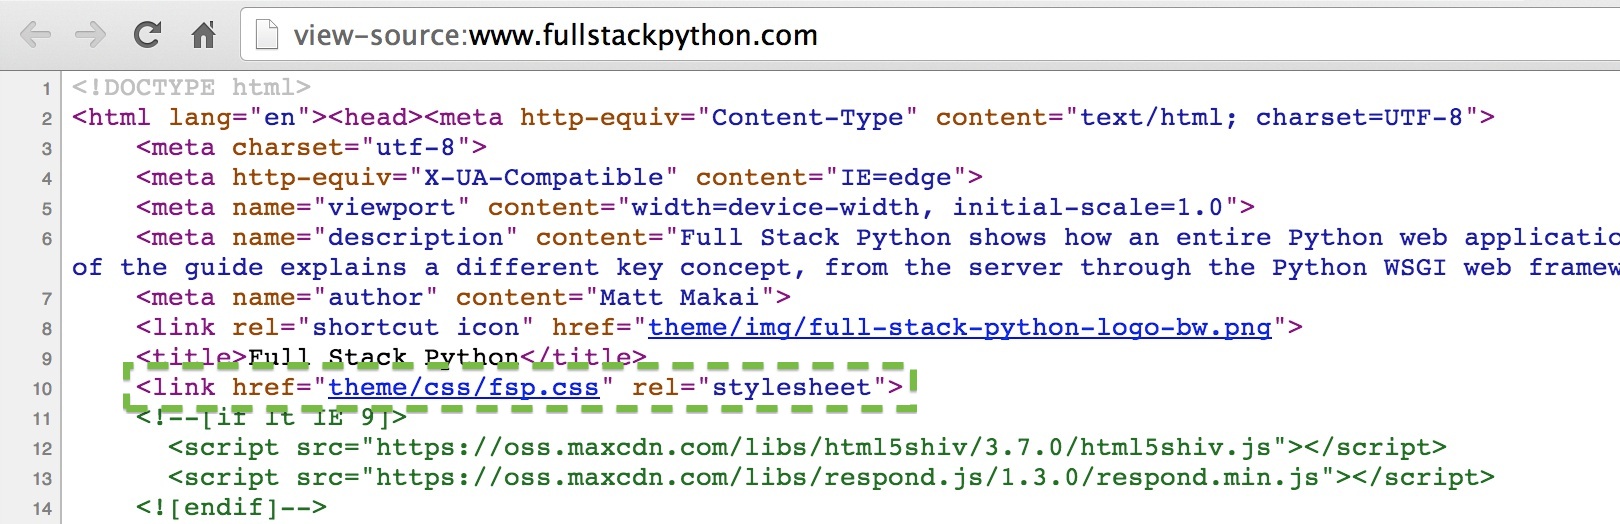 view-source:www.fullstackpython.com
1 <!DOCTYPE html>
2 <html lang="en"><head><meta http-equiv="Content-Type" content="text/html; charset=UTF-8">
3 <meta charset="utf-8">
4 <meta http-equiv="X-UA-Compatible" content="IE=edge">
5 <meta name="viewport" content="width=device-width, initial-scale=1.0">
6 <meta name="description" content="Full Stack Python shows how an entire Python web applicatio
of the guide explains a different key concept, from the server through the Python WSGI web framew
7 <meta name="author" content="Matt Makai">
8 <link rel="shortcut icon" href="theme/img/full-stack-python-logo-bw.png">
9 <title>Full Stack Python</title>
10 <link href="theme/css/fsp.css" rel="stylesheet">
11 <!--[if lt IE 9]>
12 <script src="https://oss.maxcdn.com/libs/html5shiv/3.7.0/html5shiv.js"></script>
13 <script src="https://oss.maxcdn.com/libs/respond.js/1.3.0/respond.min.js"></script>
14 <![endif]-->